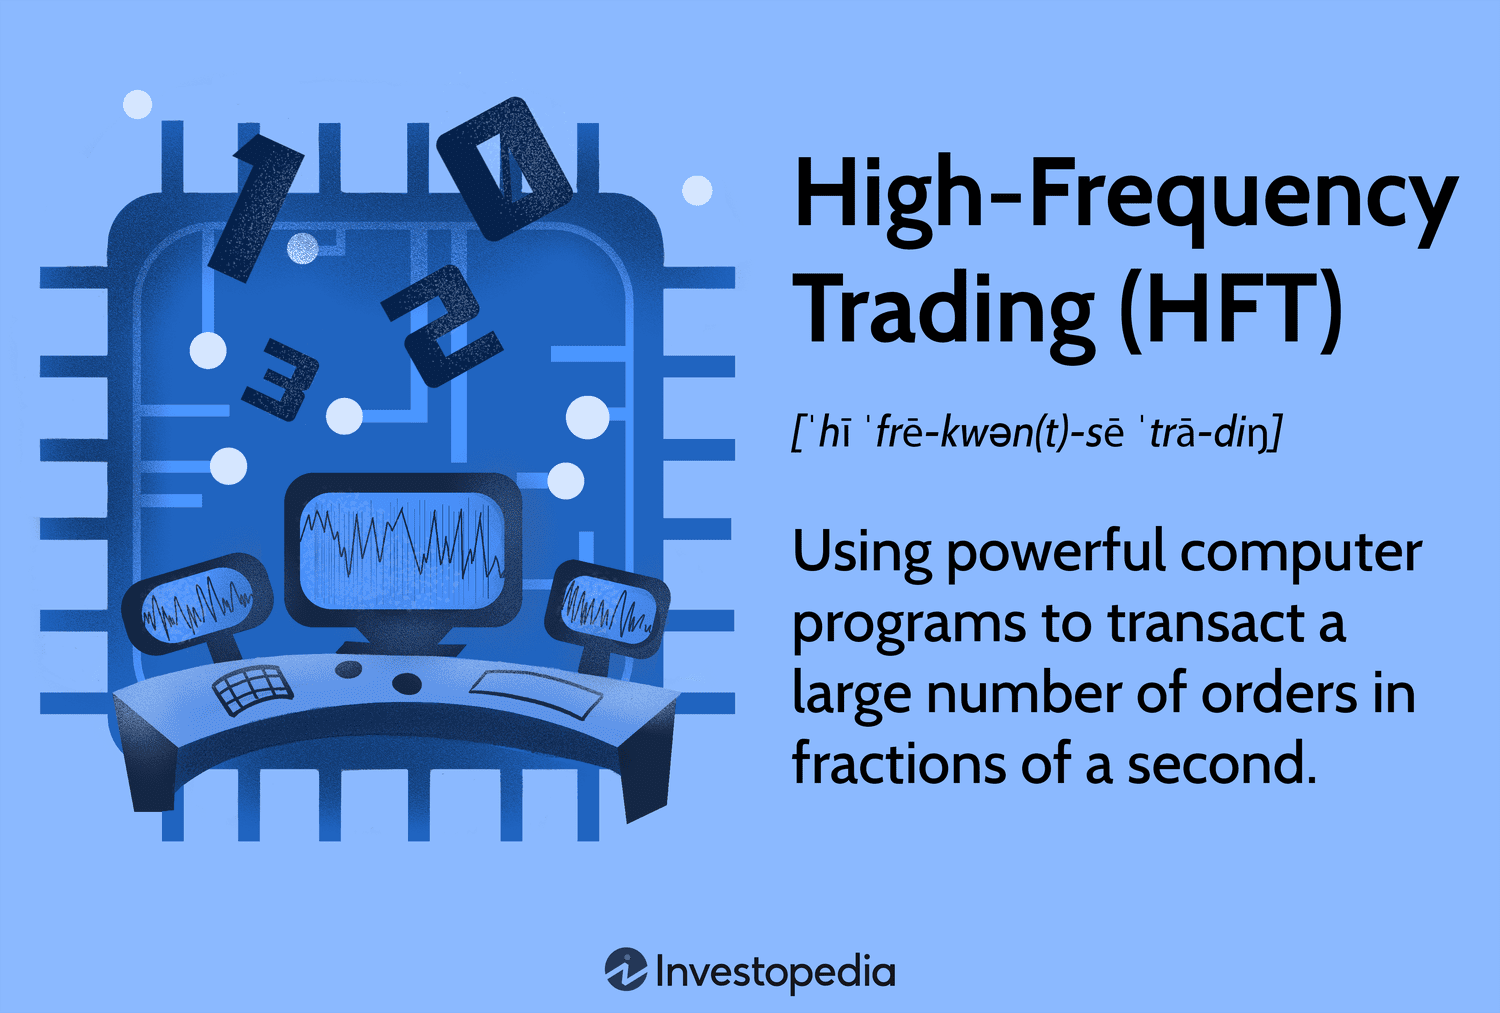 1
0
2
3
High-Frequency
Trading (HFT)
[ˈhī ˈfrē-kwən(t)-sē ˈtrā-diŋ]
Using powerful computer
programs to transact a
large number of orders in
fractions of a second.
Investopedia